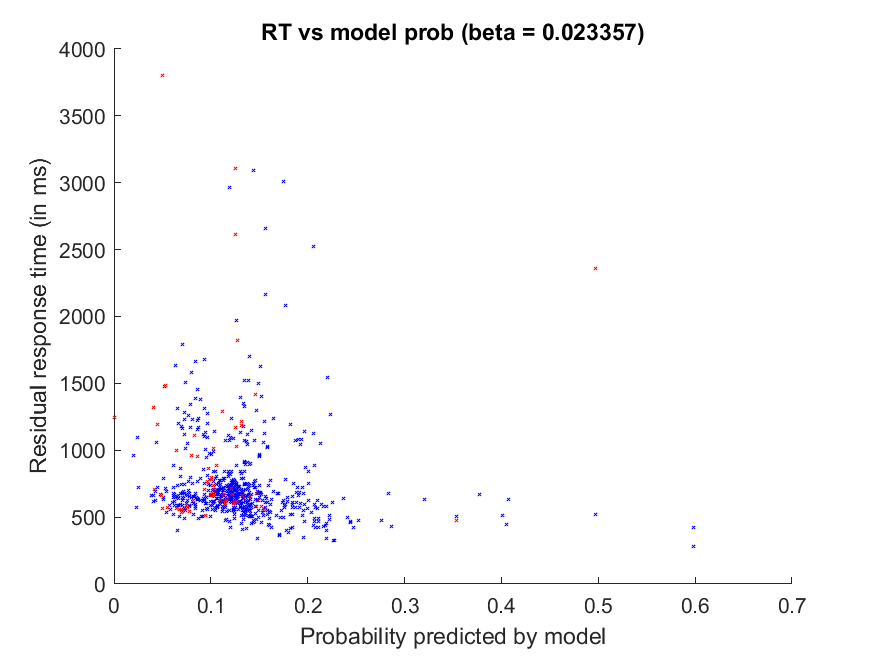 RT vs model prob (beta = 0.023357)
Residual response time (in ms)
4000
3500
3000
2500
2000
1500
1000
500
0
0 0.1 0.2 0.3 0.4 0.5 0.6 0.7
Probability predicted by model